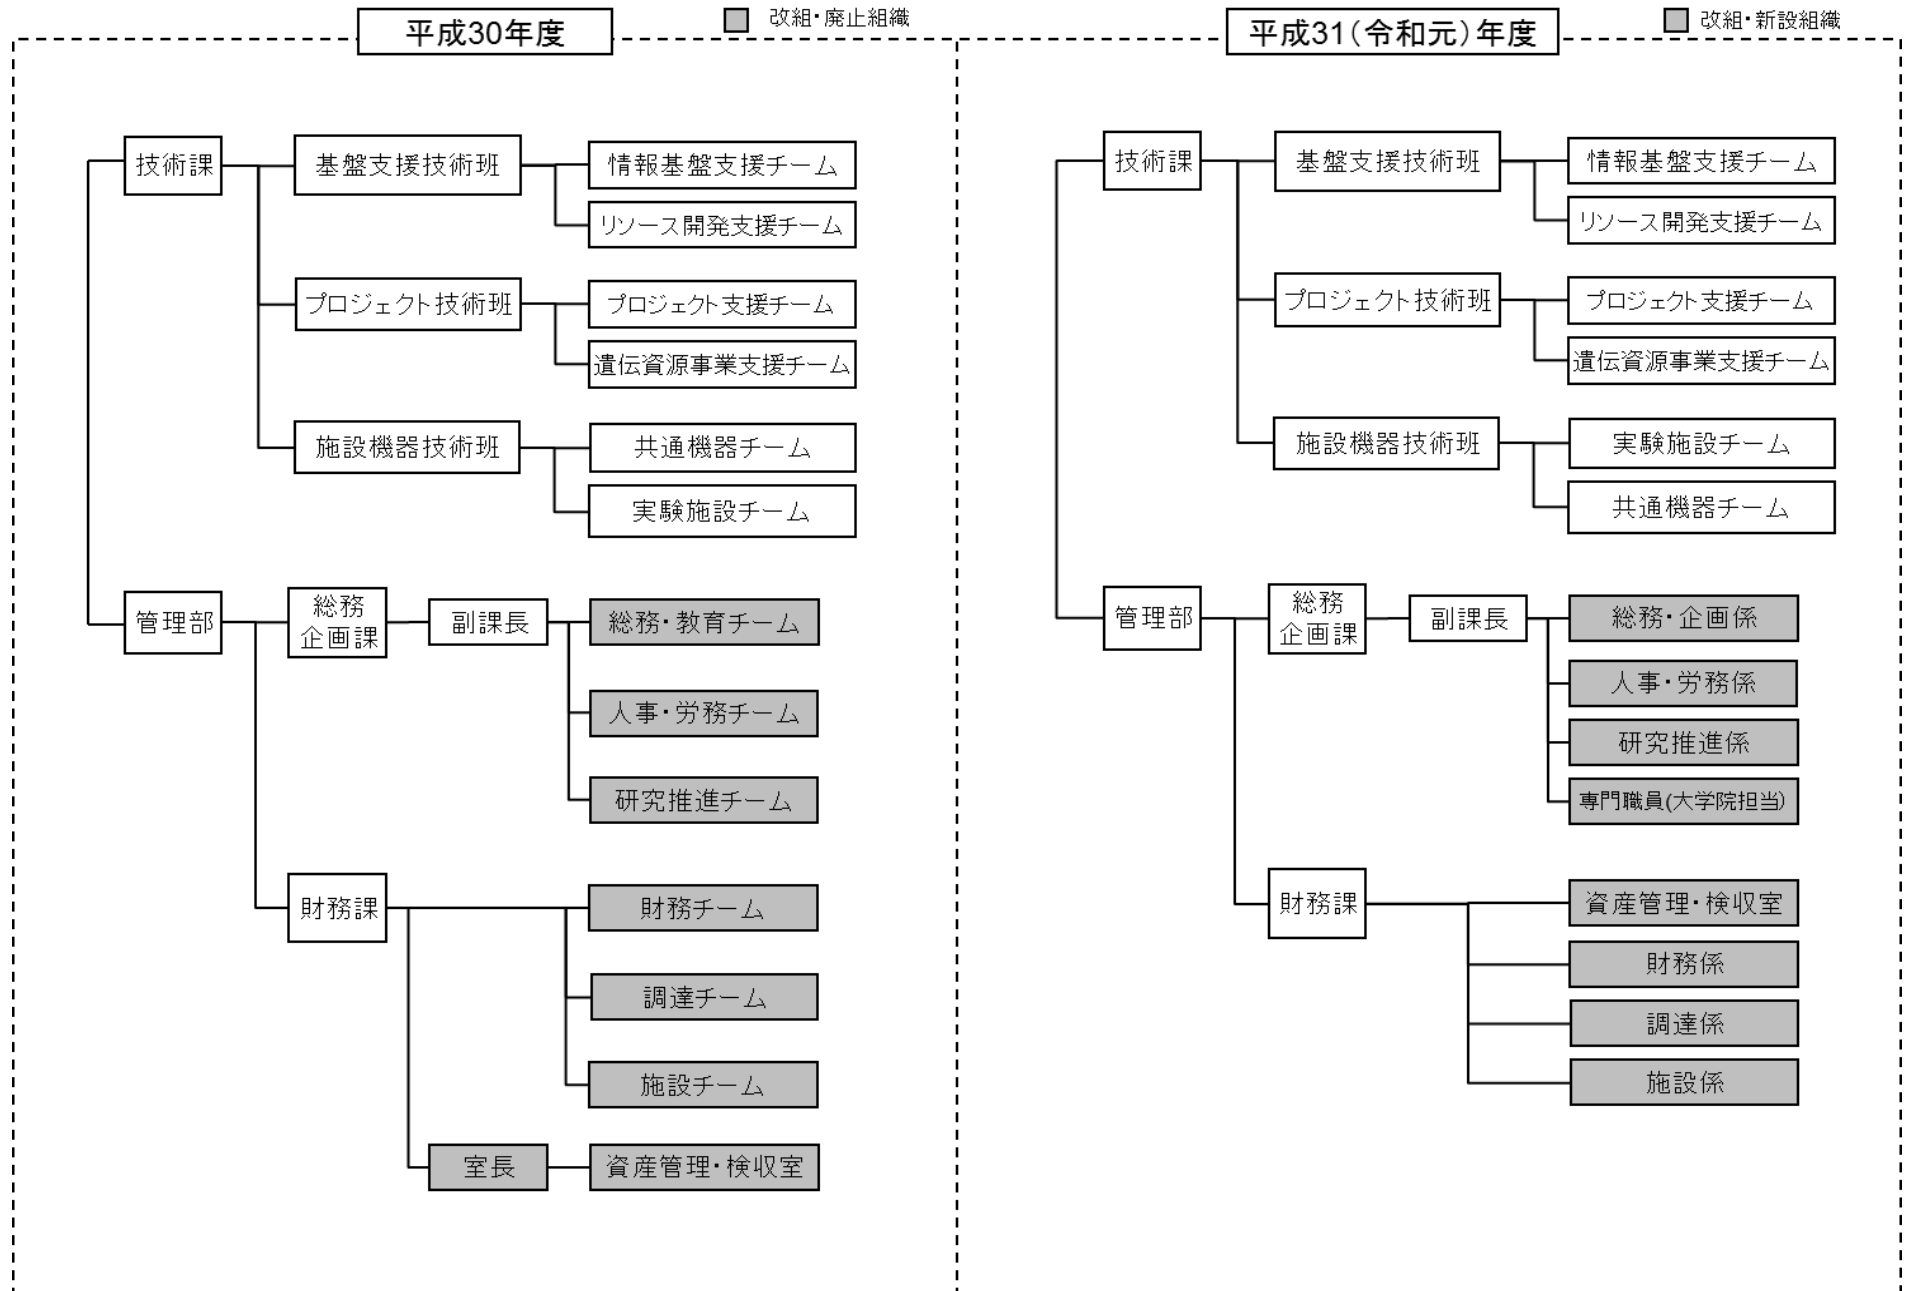 平成30年度
改組・廃止組織
技術課
基盤支援技術班
情報基盤支援チーム
リソース開発支援チーム
プロジェクト技術班
プロジェクト支援チーム
遺伝資源事業支援チーム
施設機器技術班
共通機器チーム
実験施設チーム
管理部
総務
企画課
副課長
総務・教育チーム
人事・労務チーム
研究推進チーム
財務課
財務チーム
調達チーム
施設チーム
室長
資産管理・検収室
平成31(令和元)年度
改組・新設組織
技術課
基盤支援技術班
情報基盤支援チーム
リソース開発支援チーム
プロジェクト技術班
プロジェクト支援チーム
遺伝資源事業支援チーム
施設機器技術班
実験施設チーム
共通機器チーム
管理部
総務
企画課
副課長
総務・企画係
人事・労務係
研究推進係
専門職員(大学院担当)
財務課
資産管理・検収室
財務係
調達係
施設係